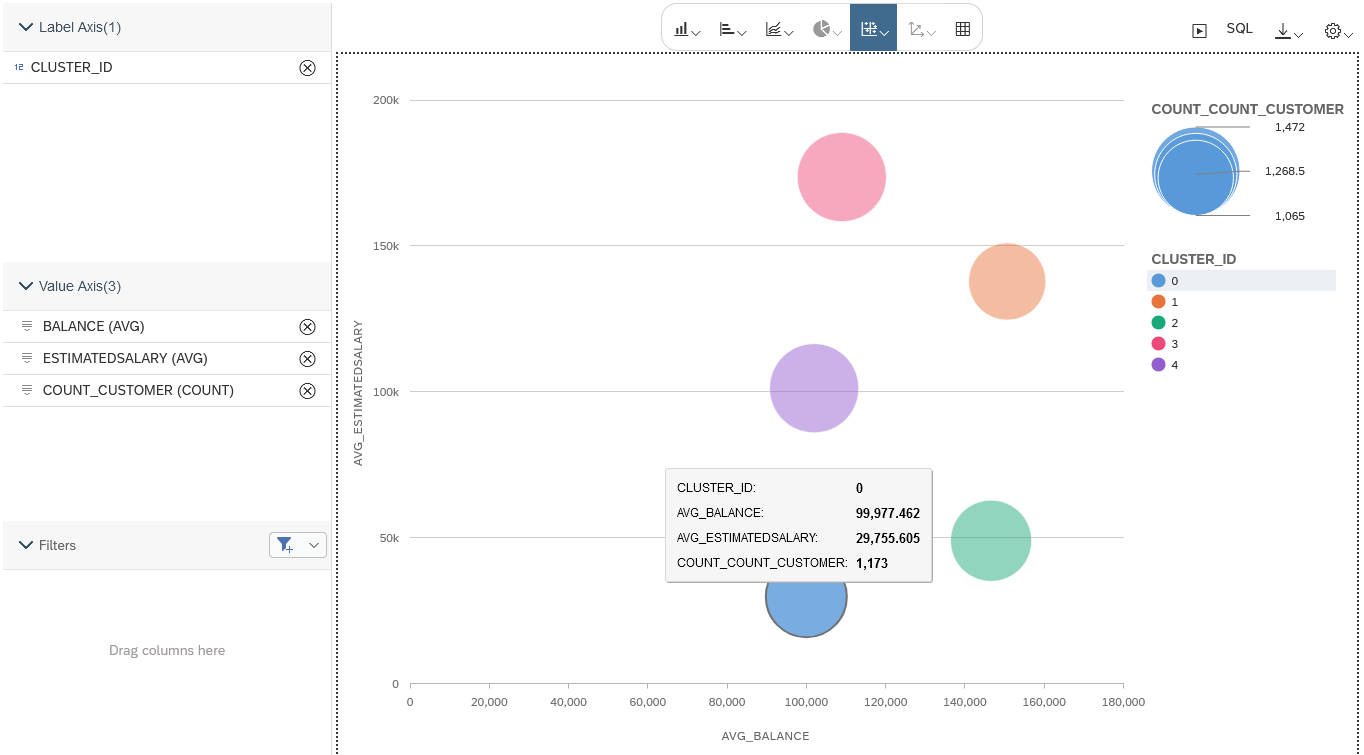 Label Axis(1)
12 CLUSTER_ID
Value Axis(3)
BALANCE (AVG)
ESTIMATEDSALARY (AVG)
COUNT_CUSTOMER (COUNT)
Filters
Drag columns here
SQL
200k
150k
100k
50k
0
AVG_ESTIMATEDSALARY
CLUSTER_ID: 0
AVG_BALANCE: 99,977.462
AVG_ESTIMATEDSALARY: 29,755.605
COUNT_COUNT_CUSTOMER: 1,173
0 20,000 40,000 60,000 80,000 100,000 120,000 140,000 160,000 180,000
AVG_BALANCE
COUNT_COUNT_CUSTOMER
1,472
1,268.5
1,065
CLUSTER_ID
0
1
2
3
4